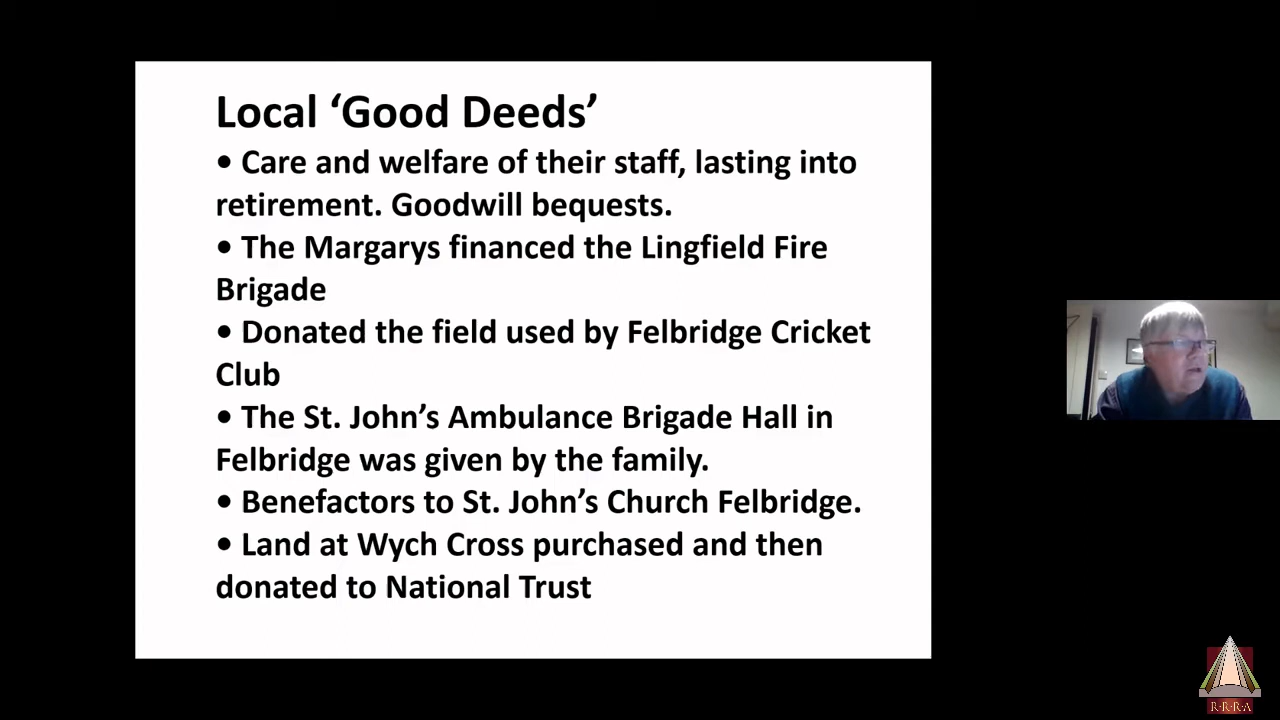 Local ‘Good Deeds’
• Care and welfare of their staff, lasting into
retirement. Goodwill bequests.
• The Margarys financed the Lingfield Fire
Brigade
• Donated the field used by Felbridge Cricket
Club
• The St. John’s Ambulance Brigade Hall in
Felbridge was given by the family.
• Benefactors to St. John’s Church Felbridge.
• Land at Wych Cross purchased and then
donated to National Trust
R·R·R·A